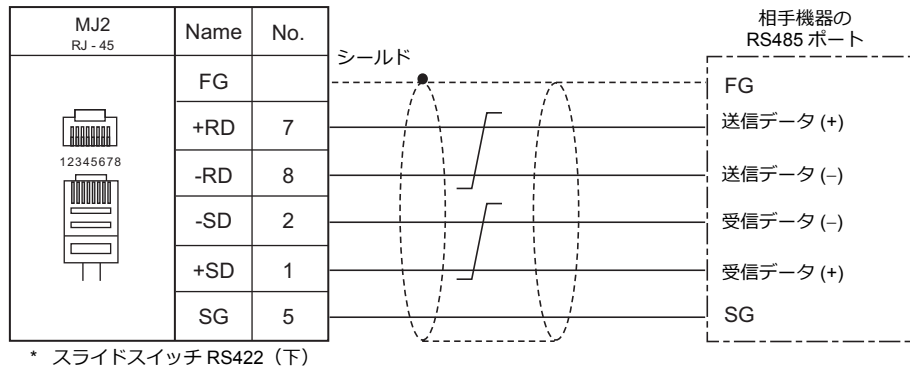 MJ2
RJ - 45
Name
No.
シールド
相手機器の
RS485 ポート
FG
FG
+RD
7
送信データ (+)
12345678
-RD
8
送信データ (−)
-SD
2
受信データ (−)
+SD
1
受信データ (+)
SG
5
SG
* スライドスイッチ RS422（下）